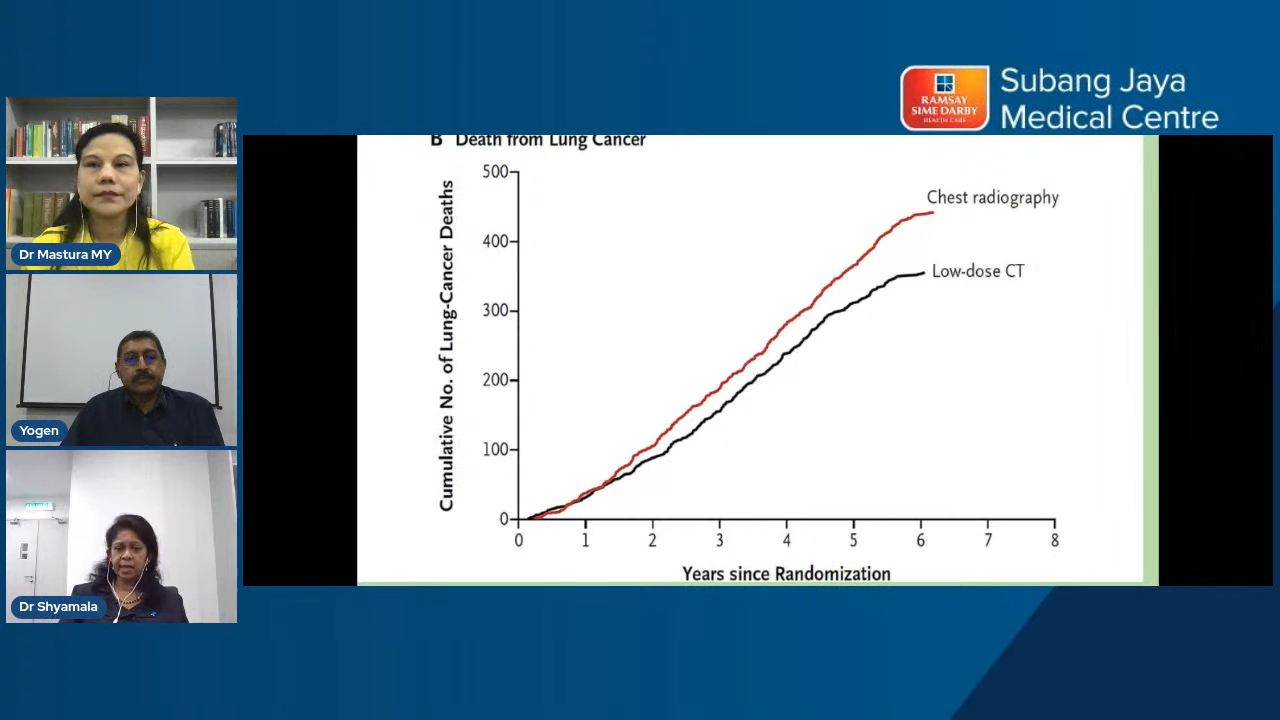 RAMSAY
SIME DARBY
HEALTH CARE
Subang Jaya
Medical Centre
Dr Mastura MY
Yogen
Dr Shyamala
B Death from Lung Cancer
Cumulative No. of Lung-Cancer Deaths
500
400
300
200
100
0
Chest radiography
Low-dose CT
0 1 2 3 4 5 6 7 8
Years since Randomization